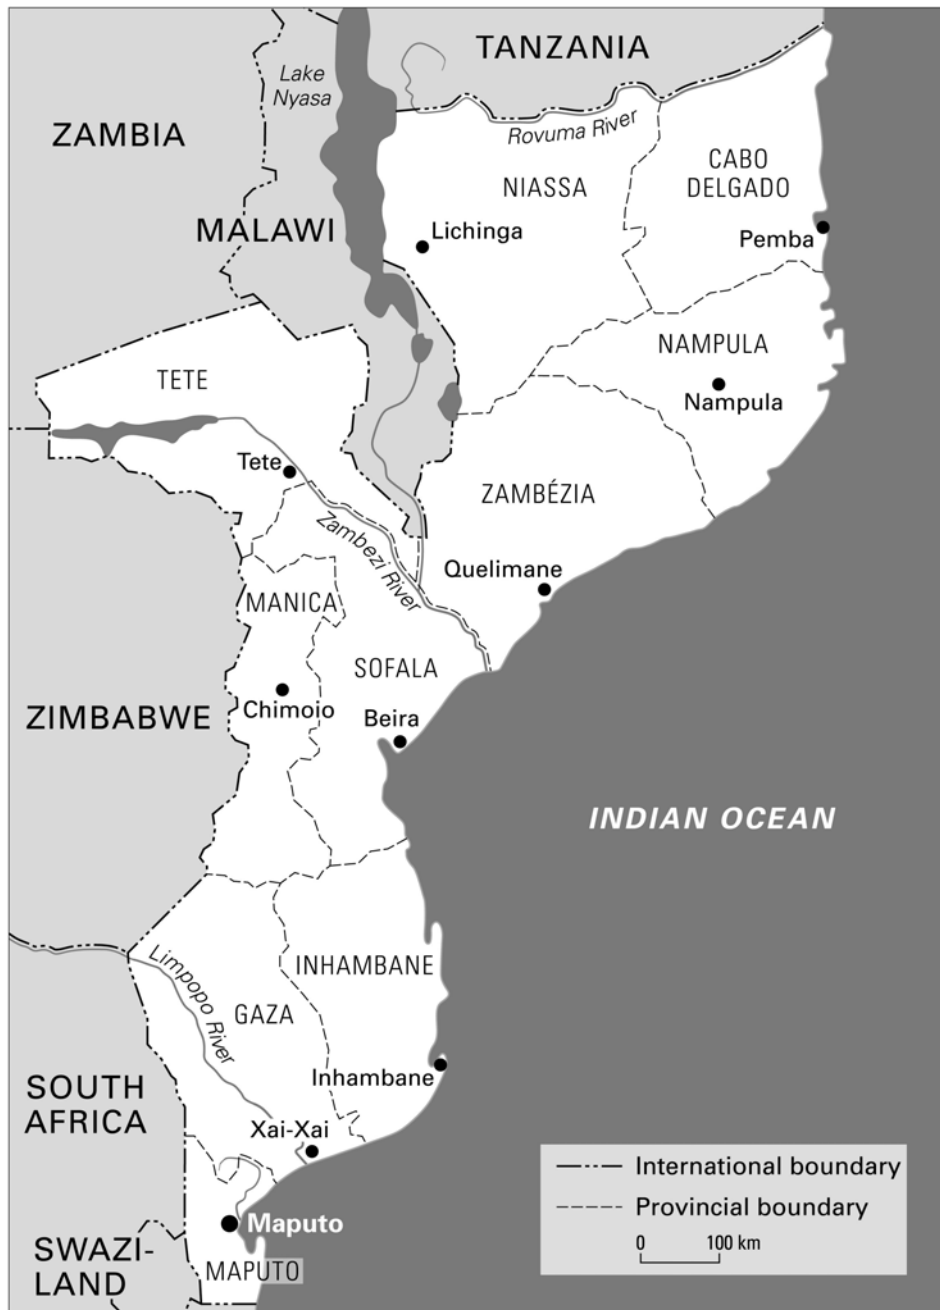 TANZANIA
Lake
Nyasa
ZAMBIA
Rovuma River
CABO
DELGADO
NIASSA
MALAWI
Lichinga
Pemba
NAMPULA
TETE
Nampula
Tete
ZAMBÉZIA
Zambezi River
Quelimane
MANICA
SOFALA
ZIMBABWE
Chimoio
Beira
INDIAN OCEAN
Limpopo River
INHAMBANE
GAZA
Inhambane
SOUTH
AFRICA
Xai-Xai
International boundary
Provincial boundary
Maputo
0 100 km
SWAZI-
LAND
MAPUTO